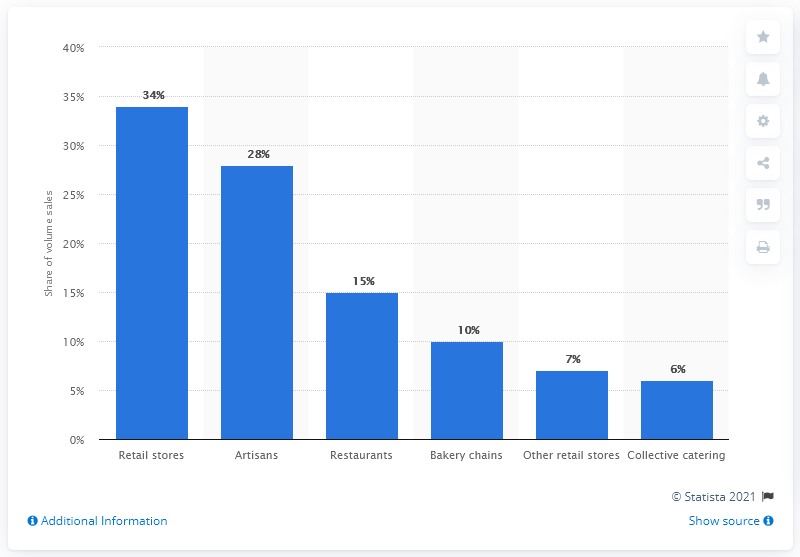 40%
35%
30%
25%
20%
15%
10%
5%
0%
Share of volume sales
34%
28%
15%
10%
7%
6%
Retail stores
Artisans
Restaurants
Bakery chains
Other retail stores
Collective catering
© Statista 2021
Additional Information
Show source